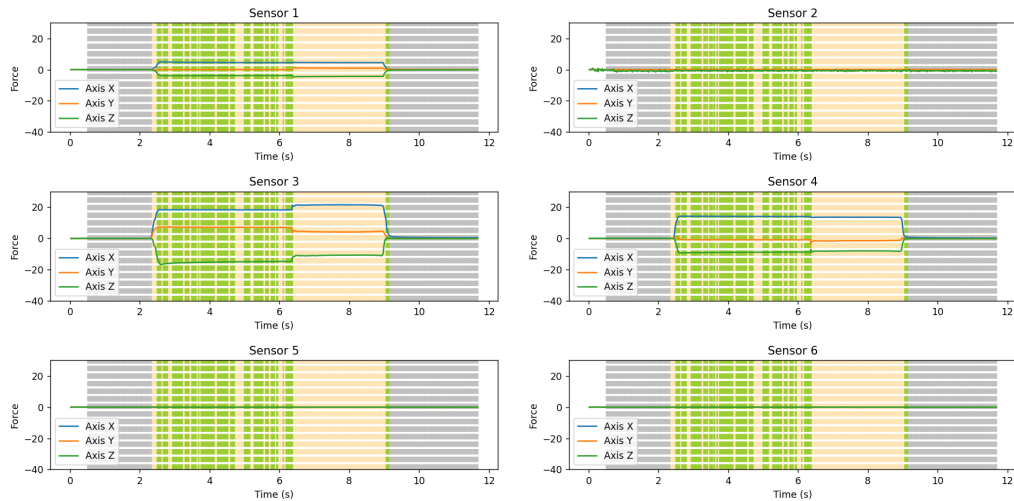 Sensor 1
Force
20
0
−20
−40
Axis X
Axis Y
Axis Z
0 2 4 6 8 10 12
Time (s)
Sensor 2
Force
20
0
−20
−40
Axis X
Axis Y
Axis Z
0 2 4 6 8 10 12
Time (s)
Sensor 3
Force
20
0
−20
−40
Axis X
Axis Y
Axis Z
0 2 4 6 8 10 12
Time (s)
Sensor 4
Force
20
0
−20
−40
Axis X
Axis Y
Axis Z
0 2 4 6 8 10 12
Time (s)
Sensor 5
Force
20
0
−20
−40
Axis X
Axis Y
Axis Z
0 2 4 6 8 10 12
Time (s)
Sensor 6
Force
20
0
−20
−40
Axis X
Axis Y
Axis Z
0 2 4 6 8 10 12
Time (s)